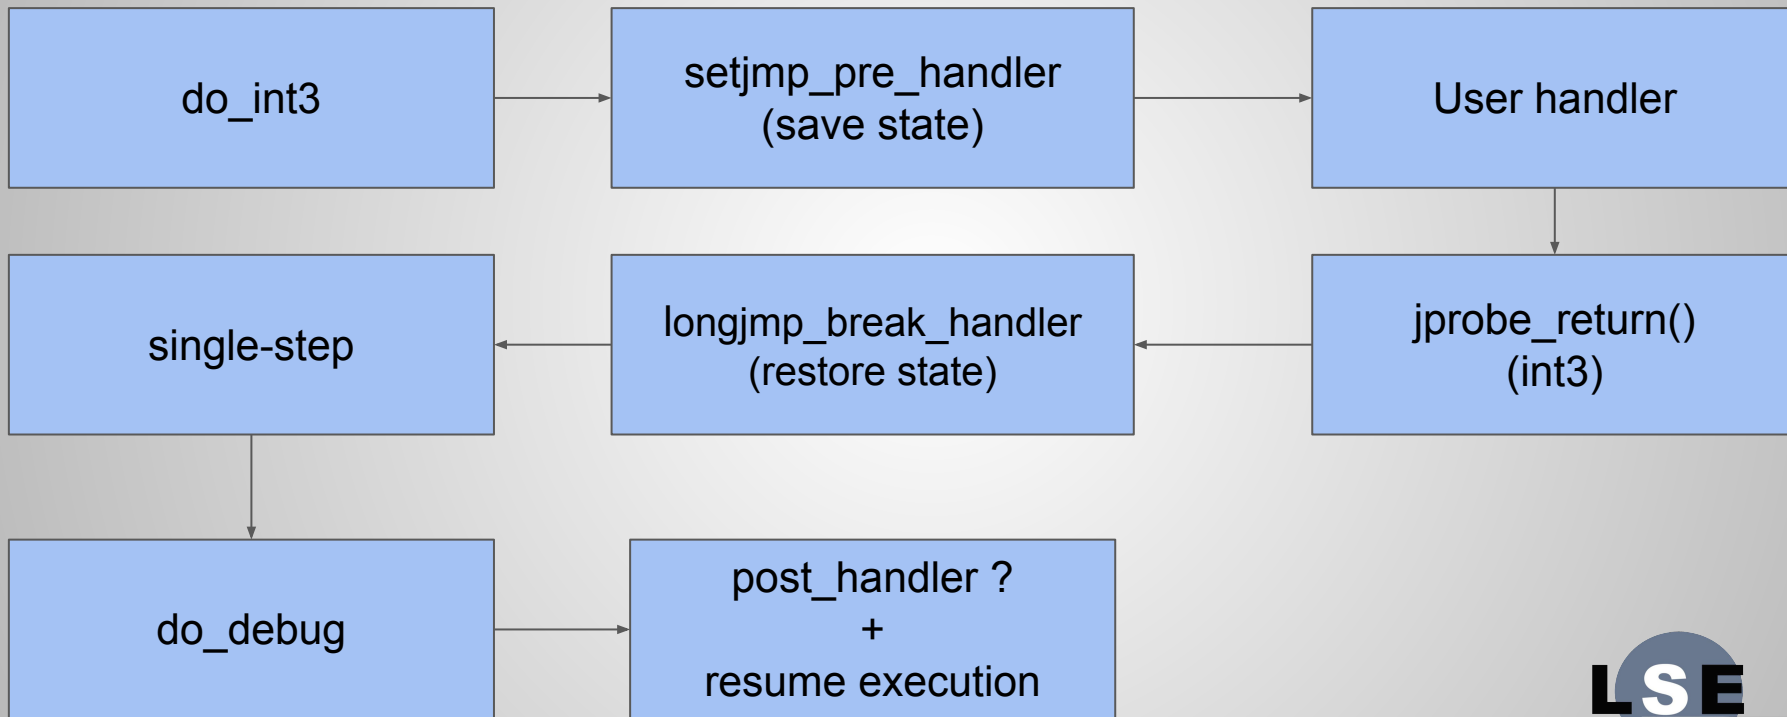 do_int3
setjmp_pre_handler
(save state)
User handler
single-step
longjmp_break_handler
(restore state)
jprobe_return()
(int3)
do_debug
post_handler ?
+
resume execution
LSE